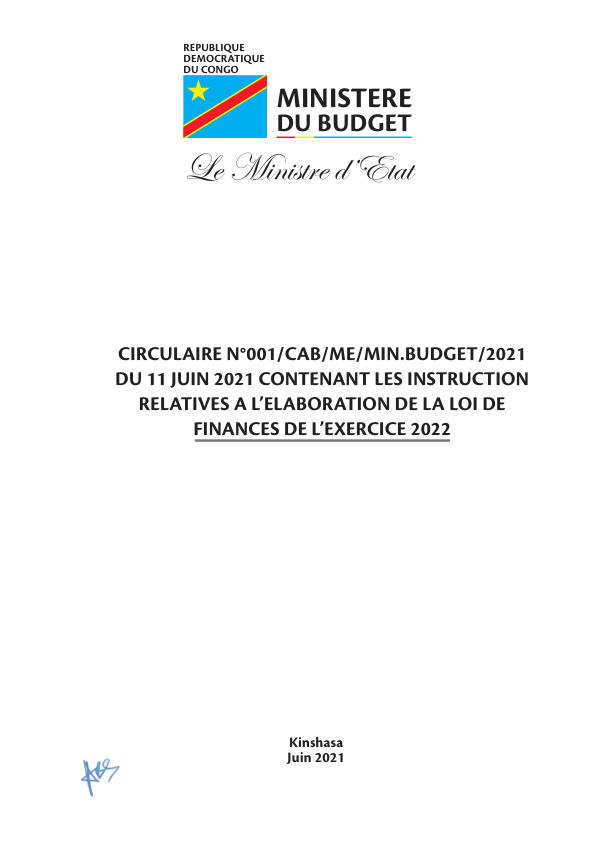 REPUBLIQUE
DEMOCRATIQUE
DU CONGO
MINISTERE
DU BUDGET
Le Ministre d'Etat
CIRCULAIRE N°001/CAB/ME/MIN.BUDGET/2021
DU 11 JUIN 2021 CONTENANT LES INSTRUCTION
RELATIVES A L'ELABORATION DE LA LOI DE
FINANCES DE L'EXERCICE 2022
Kinshasa
Juin 2021